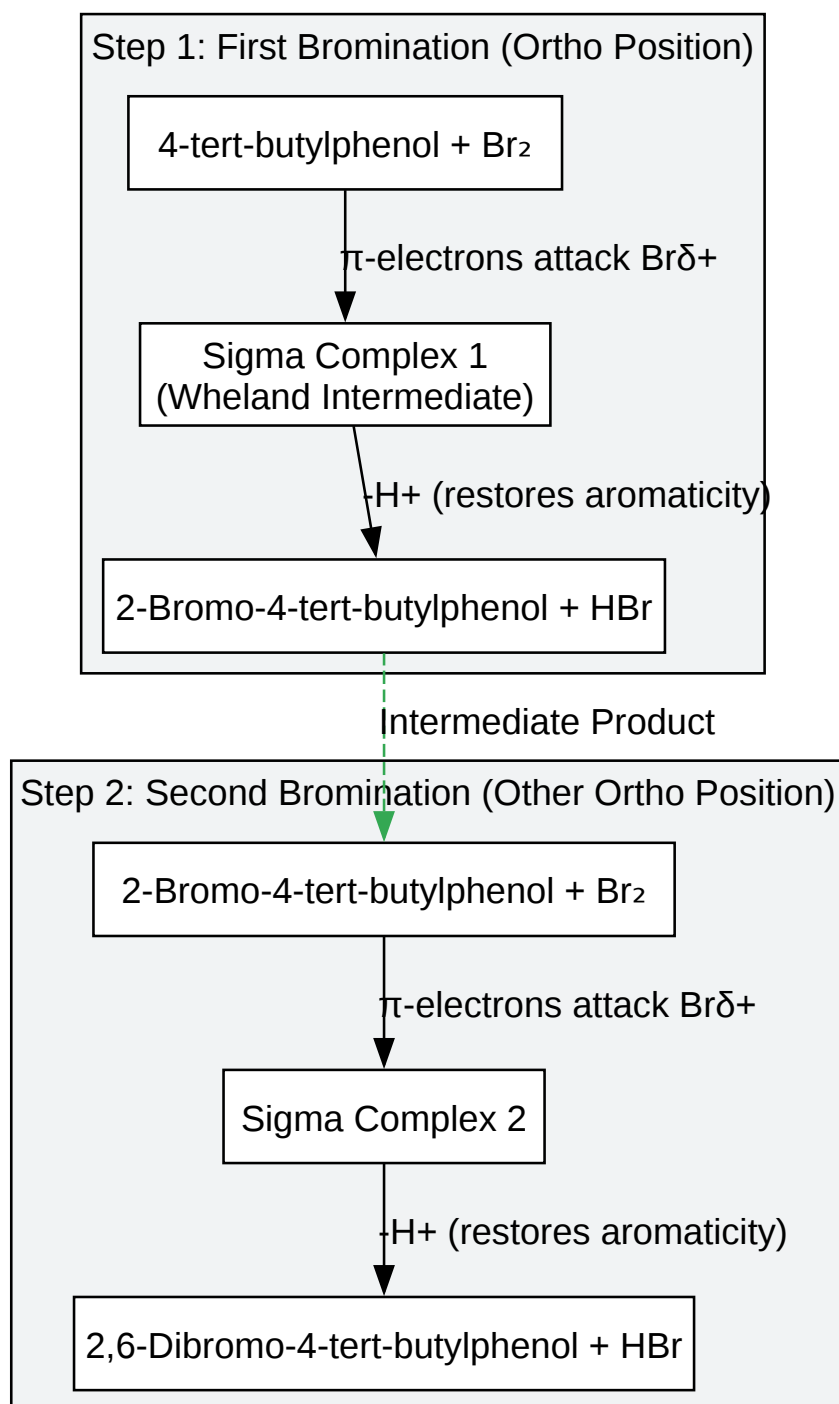 Step 1: First Bromination (Ortho Position)
4-tert-butylphenol + Br₂
π-electrons attack Brδ+
Sigma Complex 1
(Wheland Intermediate)
-H+ (restores aromaticity)
2-Bromo-4-tert-butylphenol + HBr
Intermediate Product
Step 2: Second Bromination (Other Ortho Position)
2-Bromo-4-tert-butylphenol + Br₂
π-electrons attack Brδ+
Sigma Complex 2
-H+ (restores aromaticity)
2,6-Dibromo-4-tert-butylphenol + HBr